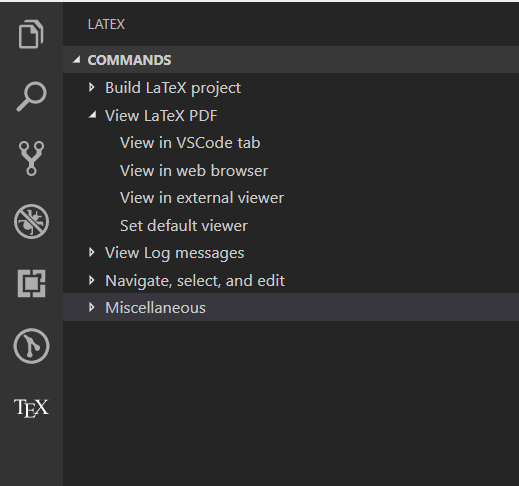 LATEX
COMMANDS
Build LaTeX project
View LaTeX PDF
View in VSCode tab
View in web browser
View in external viewer
Set default viewer
View Log messages
Navigate, select, and edit
Miscellaneous
TEX